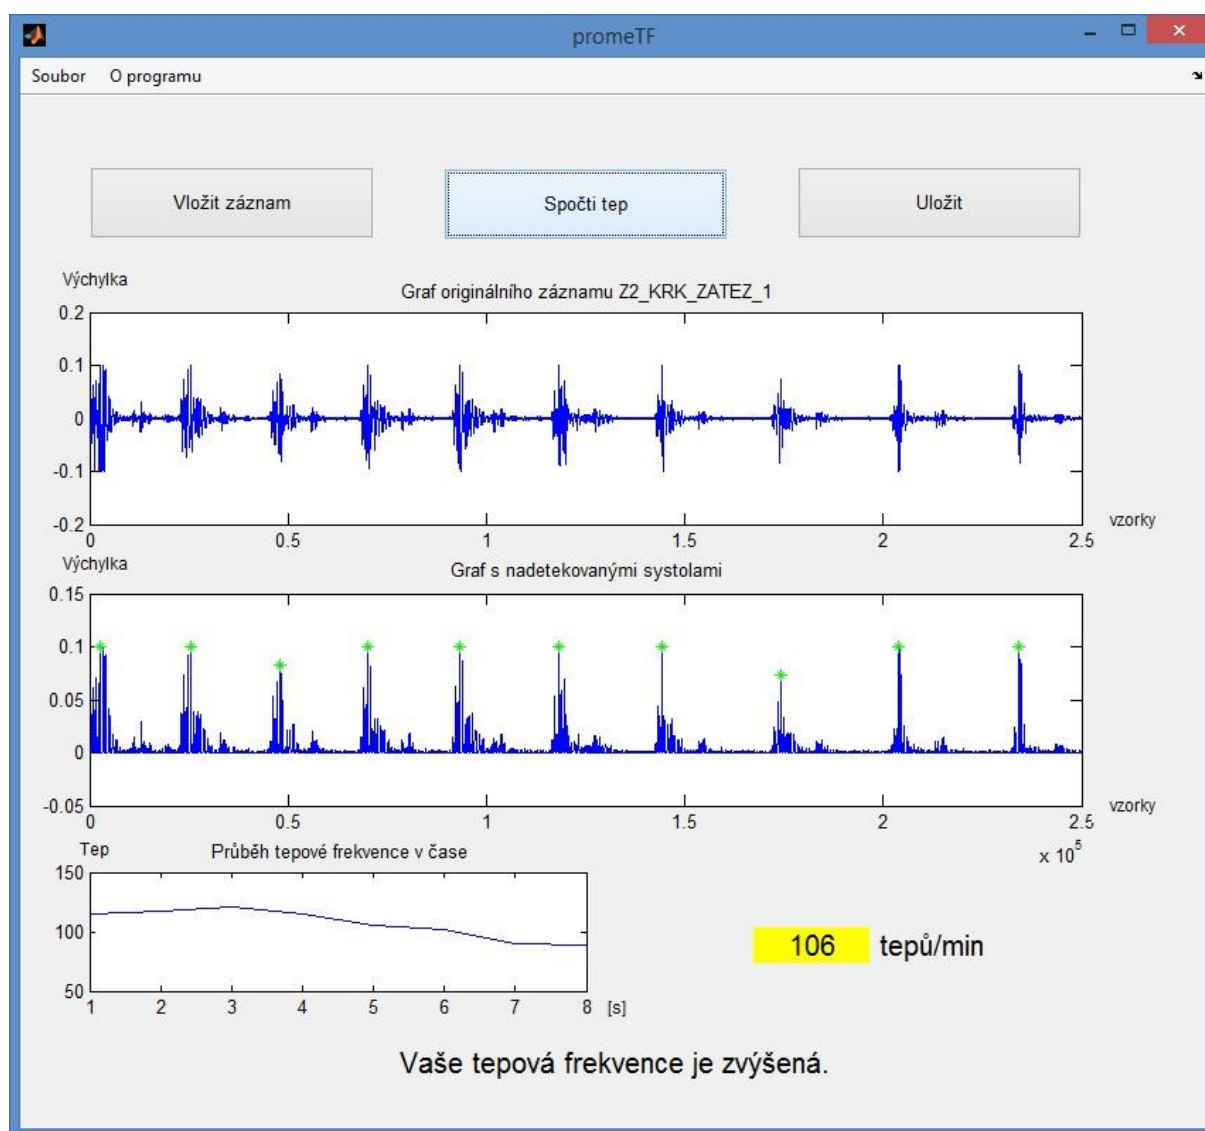 promeTF
Soubor O programu
Vložit záznam Spočti tep Uložit
Výchylka
Graf originálního záznamu Z2_KRK_ZATEZ_1
0.2
0.1
0
-0.1
-0.2
0 0.5 1 1.5 2 2.5
vzorky
Výchylka
Graf s nadetekovanými systolami
0.15
0.1
0.05
0
-0.05
0 0.5 1 1.5 2 2.5
vzorky
x 10^5
Tep
Průběh tepové frekvence v čase
150
100
50
1 2 3 4 5 6 7 8 [s]
106 tepů/min
Vaše tepová frekvence je zvýšená.